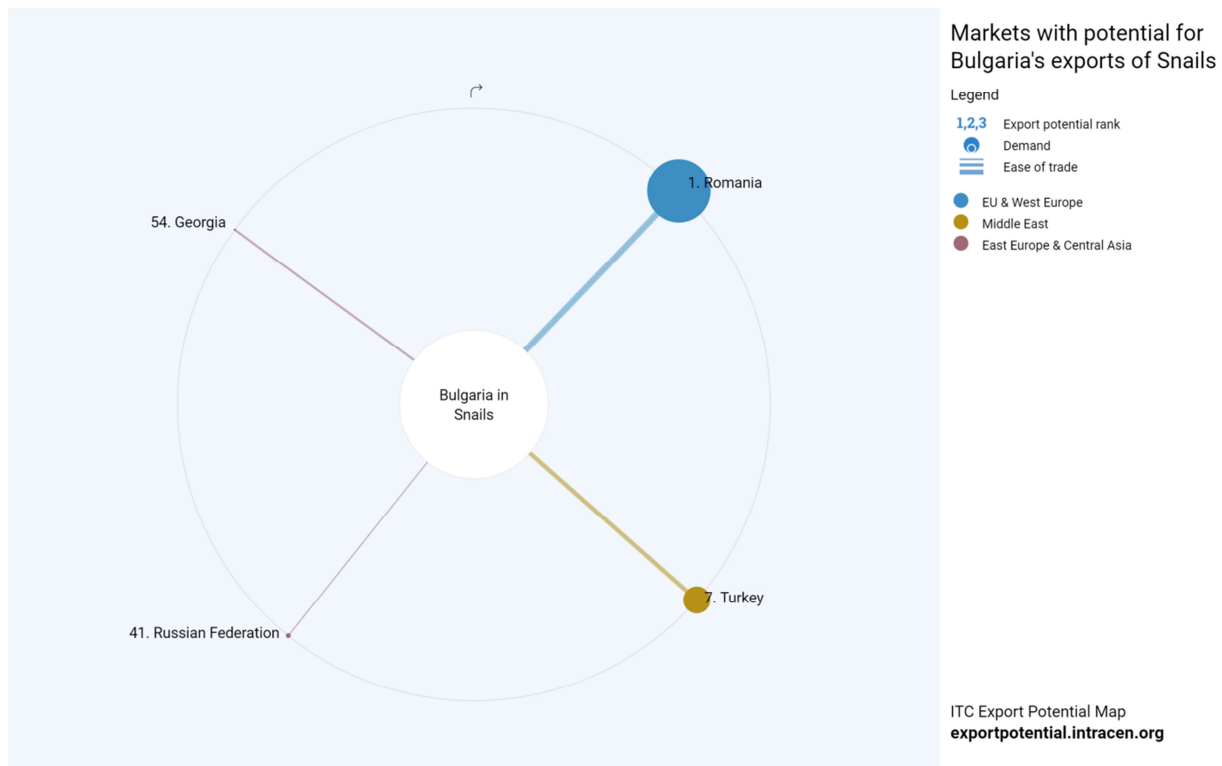 Markets with potential for
Bulgaria's exports of Snails
Legend
1,2,3 Export potential rank
Demand
Ease of trade
EU & West Europe
Middle East
East Europe & Central Asia
1. Romania
54. Georgia
Bulgaria in
Snails
7. Turkey
41. Russian Federation
ITC Export Potential Map
exportpotential.intracen.org